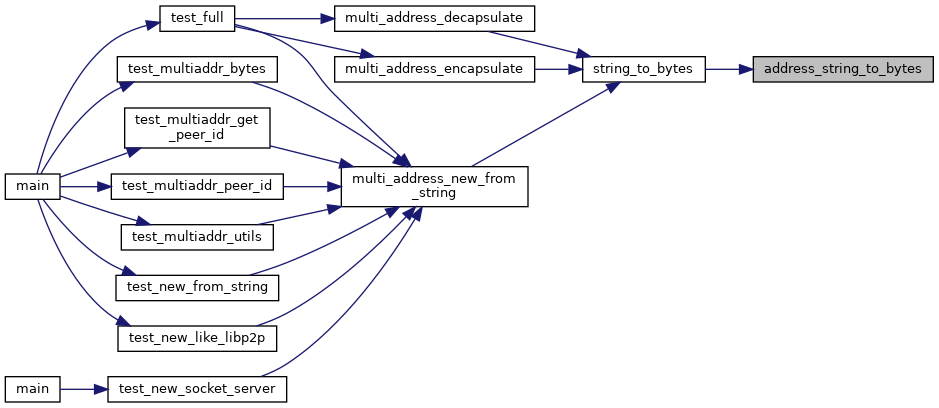 test_full
multi_address_decapsulate
test_multiaddr_bytes
multi_address_encapsulate
string_to_bytes
address_string_to_bytes
test_multiaddr_get
_peer_id
main
test_multiaddr_peer_id
multi_address_new_from
_string
test_multiaddr_utils
test_new_from_string
test_new_like_libp2p
main
test_new_socket_server